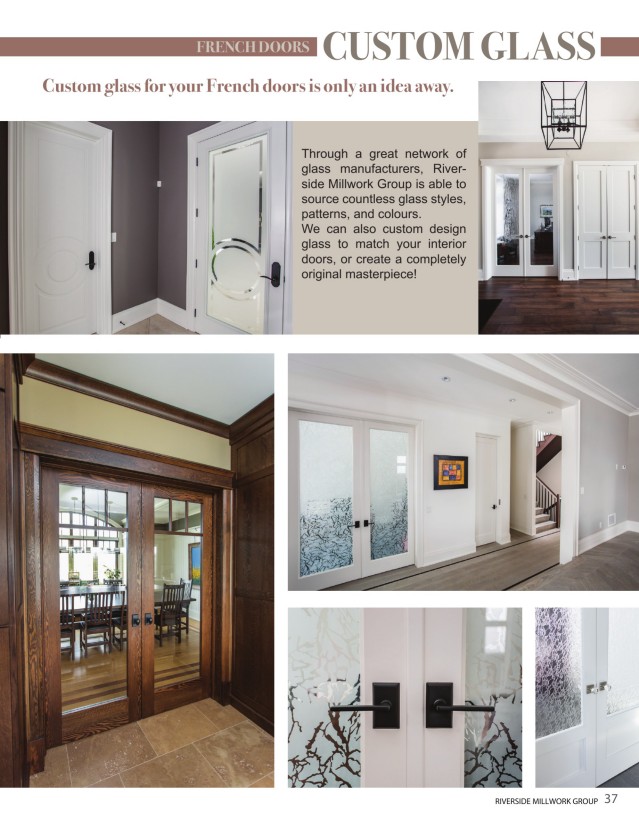 FRENCH DOORS CUSTOM GLASS
Custom glass for your French doors is only an idea away.
Through a great network of
glass manufacturers, River-
side Millwork Group is able to
source countless glass styles,
patterns, and colours.
We can also custom design
glass to match your interior
doors, or create a completely
original masterpiece!
RIVERSIDE MILLWORK GROUP 37